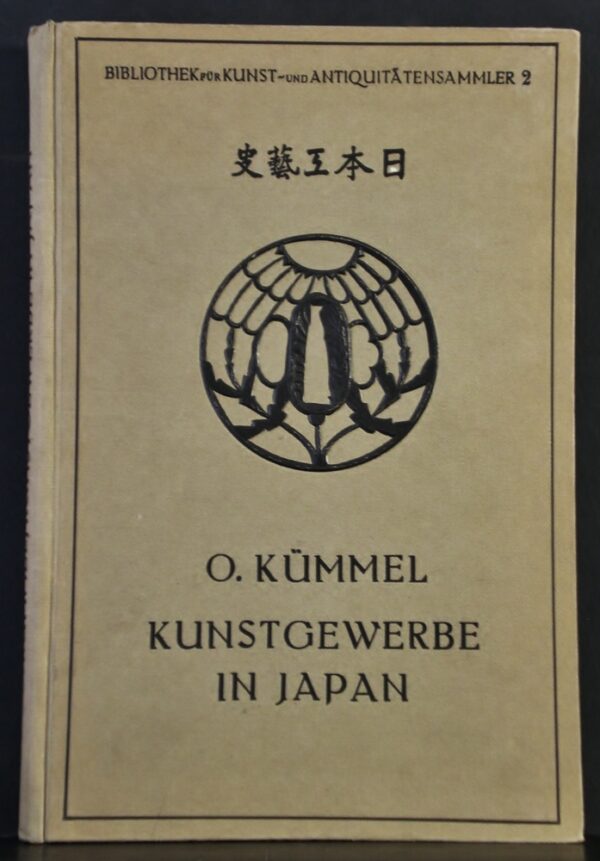 BIBLIOTHEK FÜR KUNST- UND ANTIQUITÄTENSAMMLER 2
史藝工本日
O. KÜMMEL
KUNSTGEWERBE
IN JAPAN